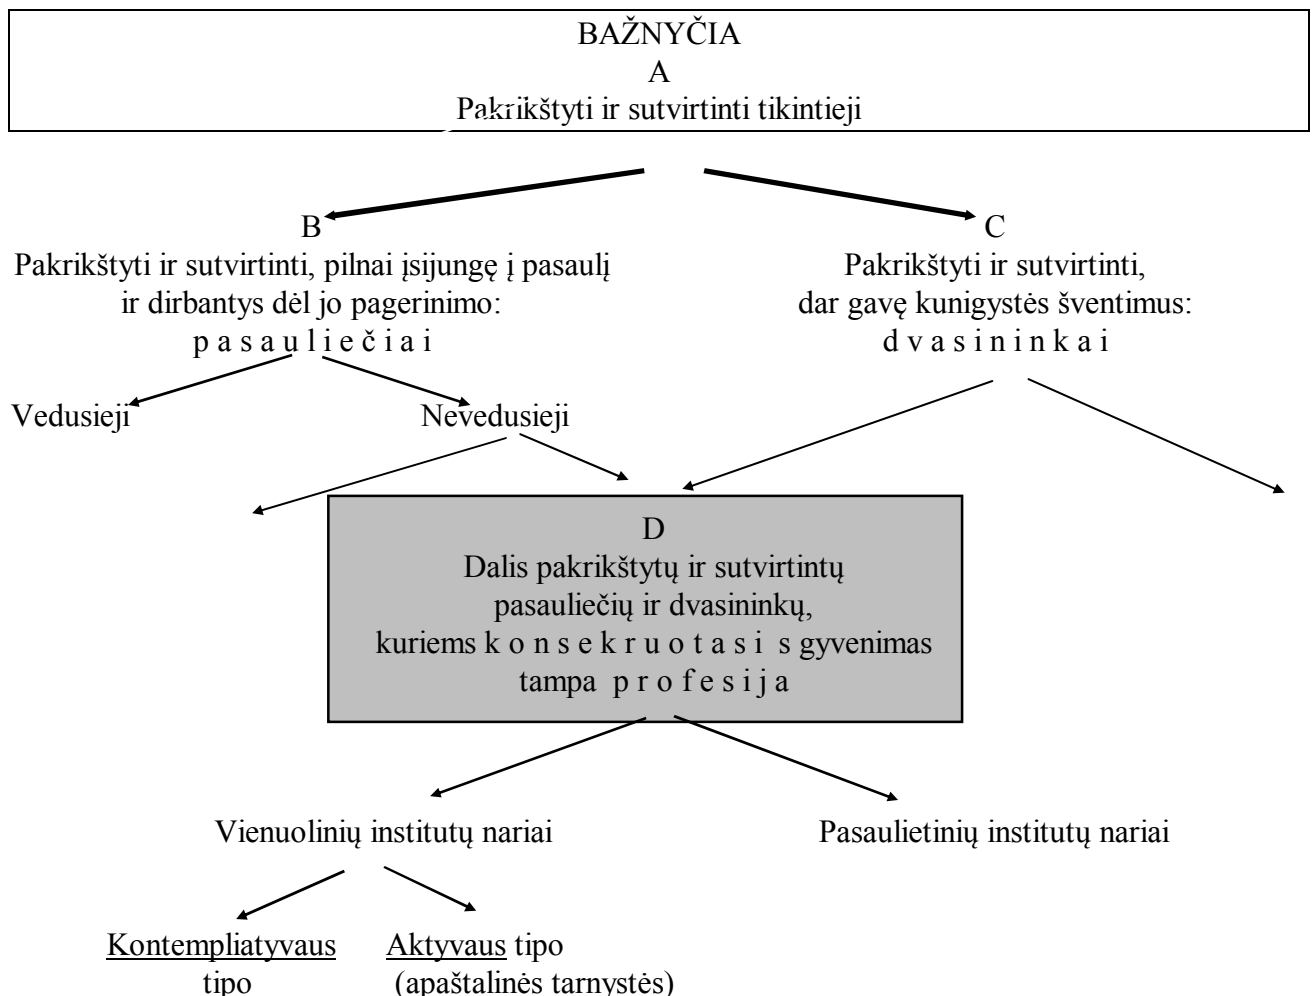 BAŽNYČIA
A
Pakrikštyti ir sutvirtinti tikintieji
B
Pakrikštyti ir sutvirtinti, pilnai įsijungę į pasaulį
ir dirbantys dėl jo pagerinimo:
p a s a u l i e č i a i
C
Pakrikštyti ir sutvirtinti,
dar gavę kunigystės šventimus:
d v a s i n i n k a i
Vedusieji
Nevedusieji
D
Dalis pakrikštytų ir sutvirtintų
pasauliečių ir dvasininkų,
kuriems k o n s e k r u o t a s i s gyvenimas
tampa p r o f e s i j a
Vienuolinių institutų nariai
Pasaulietinių institutų nariai
Kontempliatyvaus
tipo
Aktyvaus tipo
(apaštalinės tarnystės)